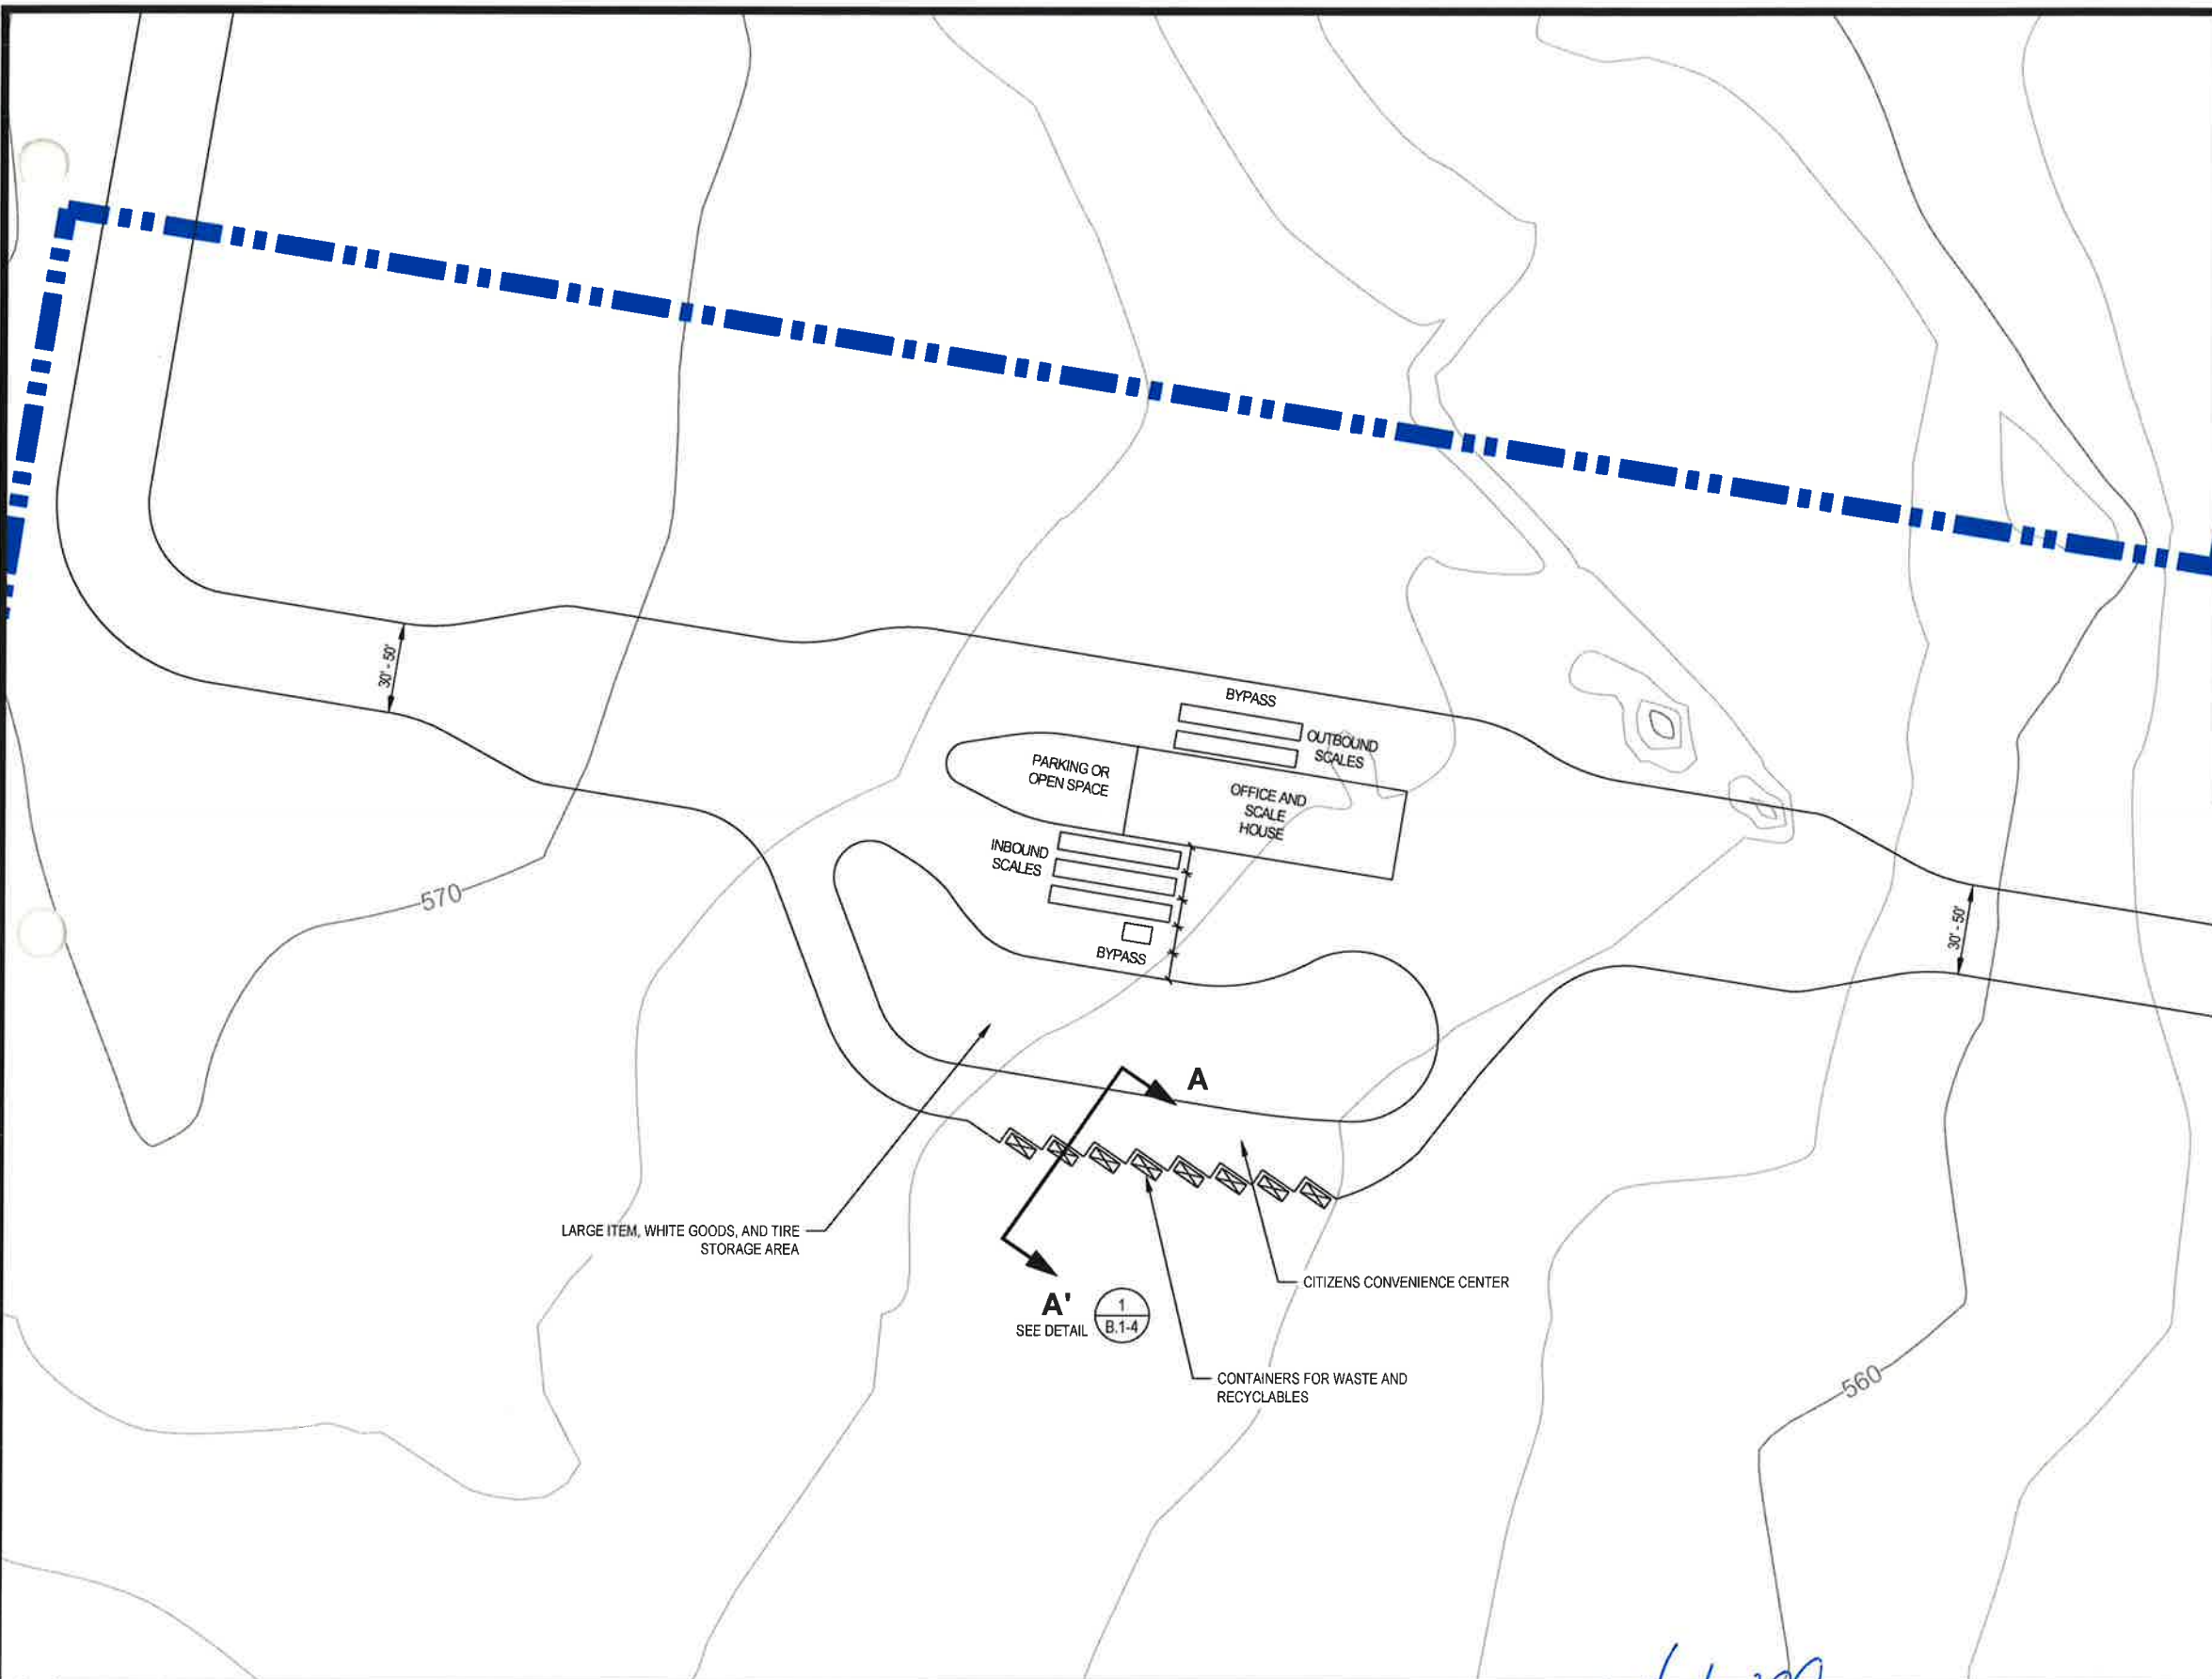 30' - 50'
BYPASS
OUTBOUND
SCALES
PARKING OR
OPEN SPACE
OFFICE AND
SCALE
HOUSE
INBOUND
SCALES
BYPASS
570
30' - 50'
A
LARGE ITEM, WHITE GOODS, AND TIRE
STORAGE AREA
CITIZENS CONVENIENCE CENTER
A'
SEE DETAIL
1
B.1-4
CONTAINERS FOR WASTE AND
RECYCLABLES
560